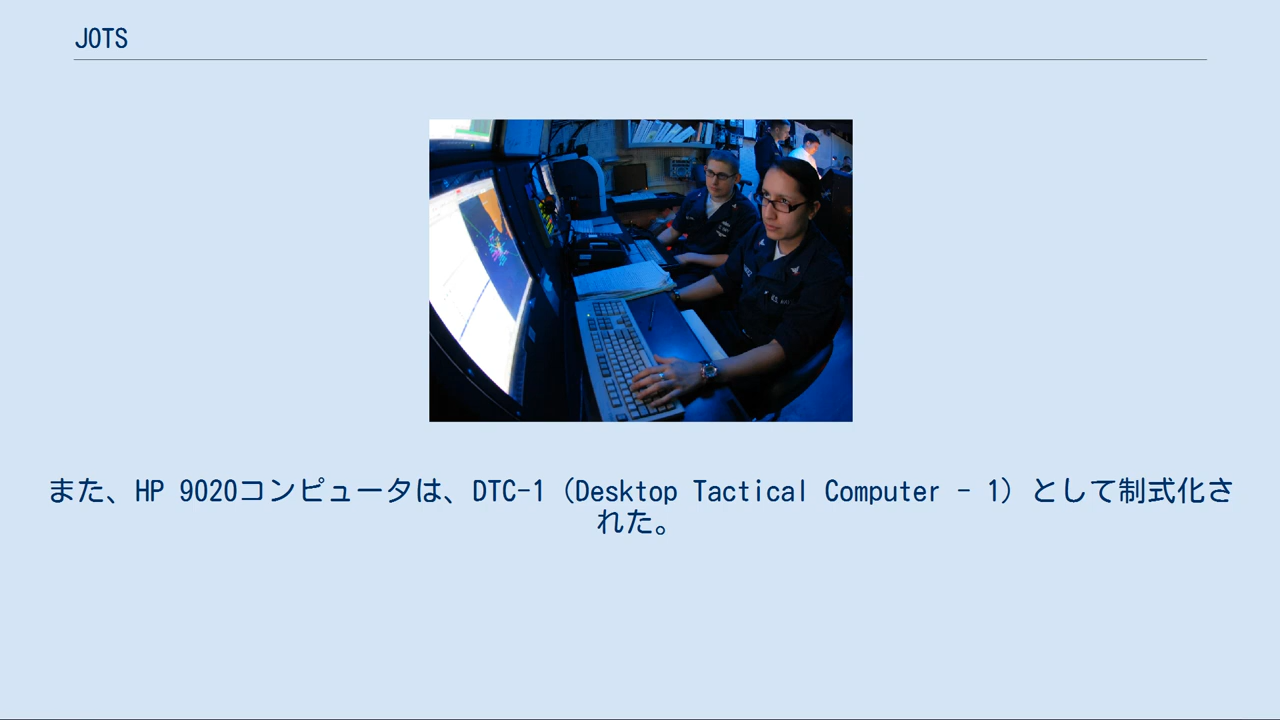 JOTS
また、HP 9020コンピュータは、DTC-1（Desktop Tactical Computer - 1）として制式化さ
れた。